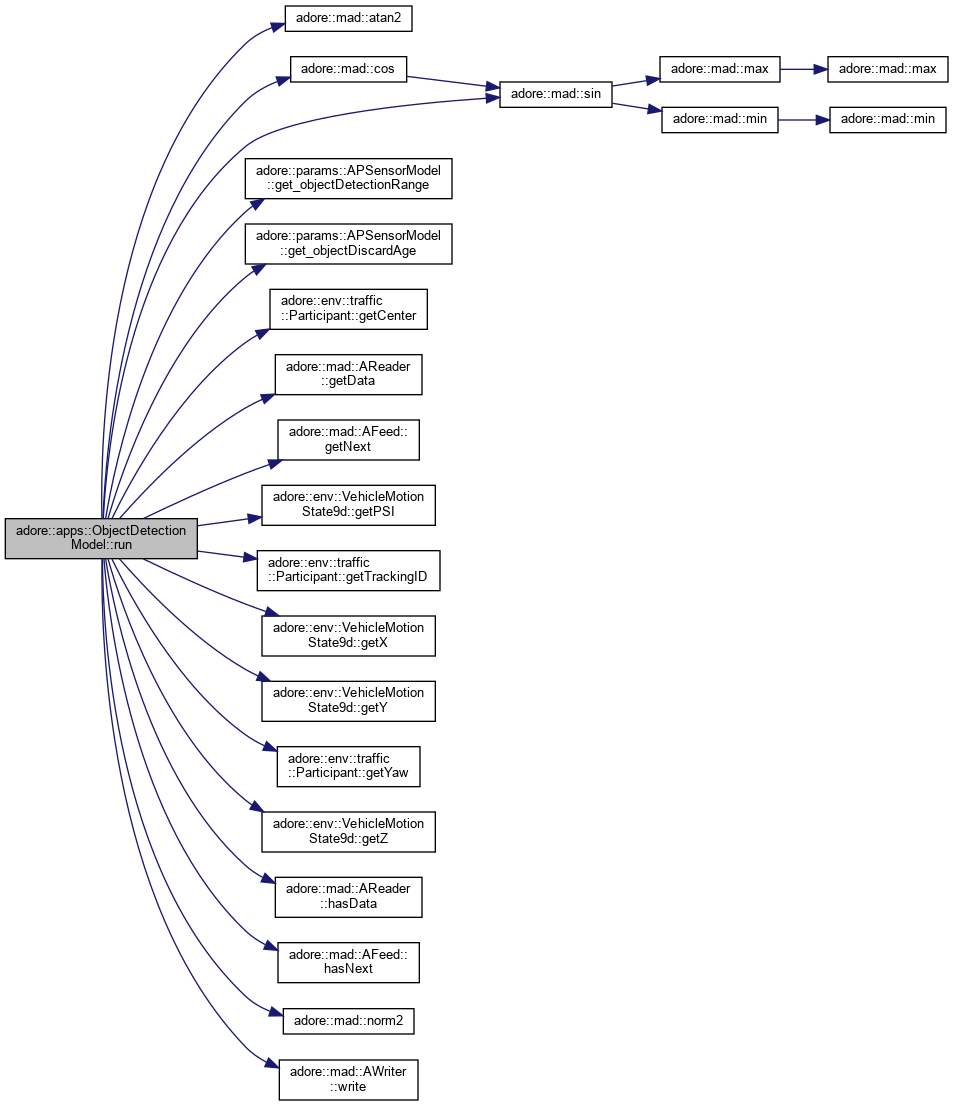 adore::mad::atan2
adore::mad::cos
adore::mad::sin
adore::mad::max
adore::mad::max
adore::mad::min
adore::mad::min
adore::params::APSensorModel
::get_objectDetectionRange
adore::params::APSensorModel
::get_objectDiscardAge
adore::env::traffic
::Participant::getCenter
adore::mad::AReader
::getData
adore::mad::AFeed::
getNext
adore::env::VehicleMotion
State9d::getPSI
adore::apps::ObjectDetection
Model::run
adore::env::traffic
::Participant::getTrackingID
adore::env::VehicleMotion
State9d::getX
adore::env::VehicleMotion
State9d::getY
adore::env::traffic
::Participant::getYaw
adore::env::VehicleMotion
State9d::getZ
adore::mad::AReader
::hasData
adore::mad::AFeed::
hasNext
adore::mad::norm2
adore::mad::AWriter
::write